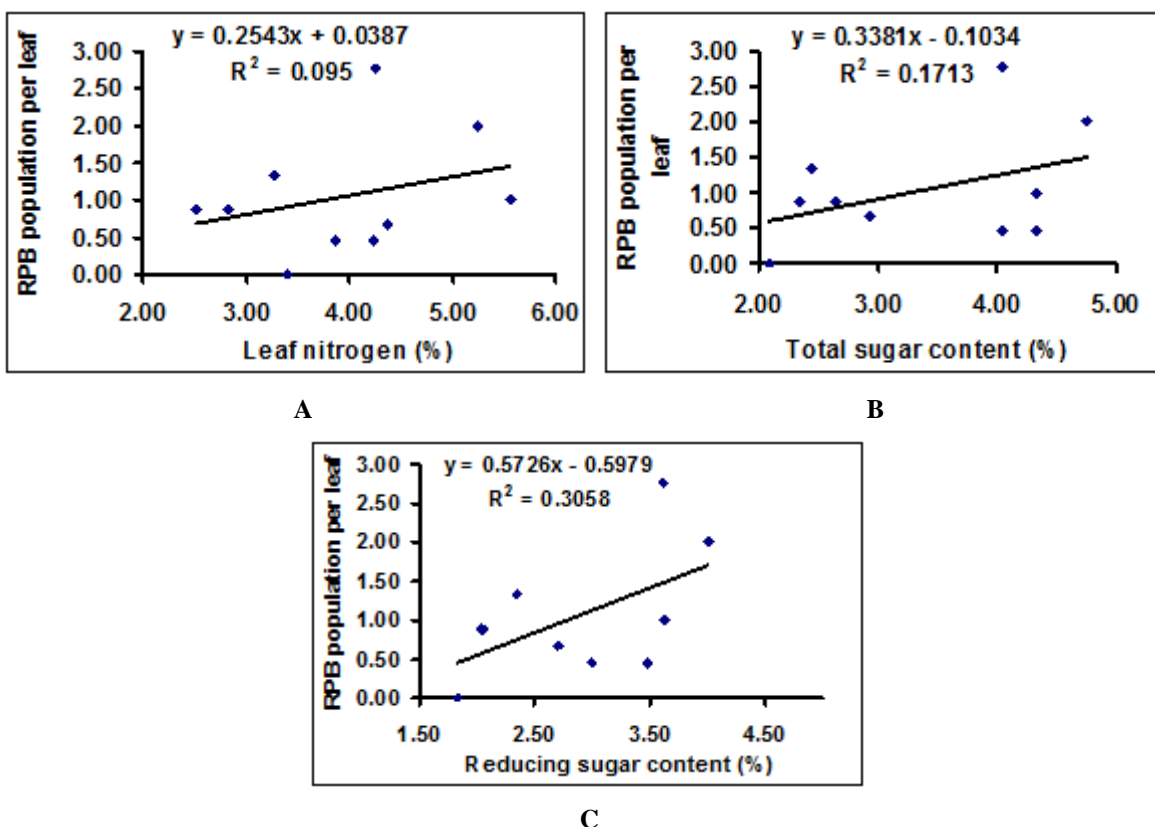 y = 0.2543x + 0.0387
R² = 0.095
RPB population per leaf
3.00
2.50
2.00
1.50
1.00
0.50
0.00
2.00 3.00 4.00 5.00 6.00
Leaf nitrogen (%)
A
y = 0.3381x - 0.1034
R² = 0.1713
RPB population per
leaf
3.00
2.50
2.00
1.50
1.00
0.50
0.00
2.00 3.00 4.00 5.00
Total sugar content (%)
B
y = 0.5726x - 0.5979
R² = 0.3058
RPB population per leaf
3.00
2.50
2.00
1.50
1.00
0.50
0.00
1.50 2.50 3.50 4.50
Reducing sugar content (%)
C